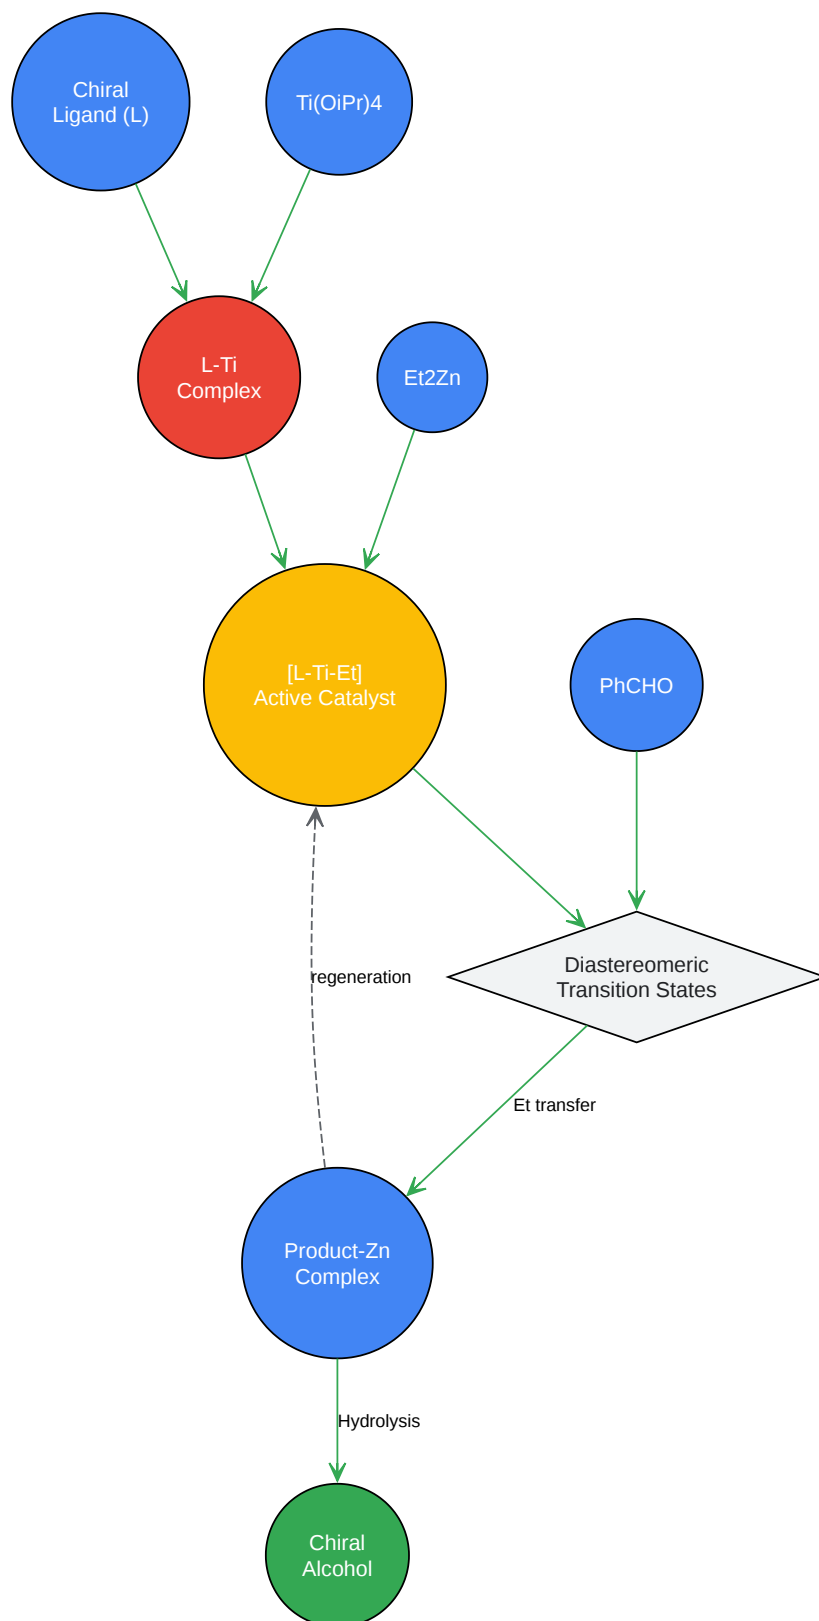 Chiral
Ligand (L)
Ti(OiPr)4
L-Ti
Complex
Et2Zn
[L-Ti-Et]
Active Catalyst
PhCHO
Diastereomeric
Transition States
regeneration
Et transfer
Product-Zn
Complex
Hydrolysis
Chiral
Alcohol